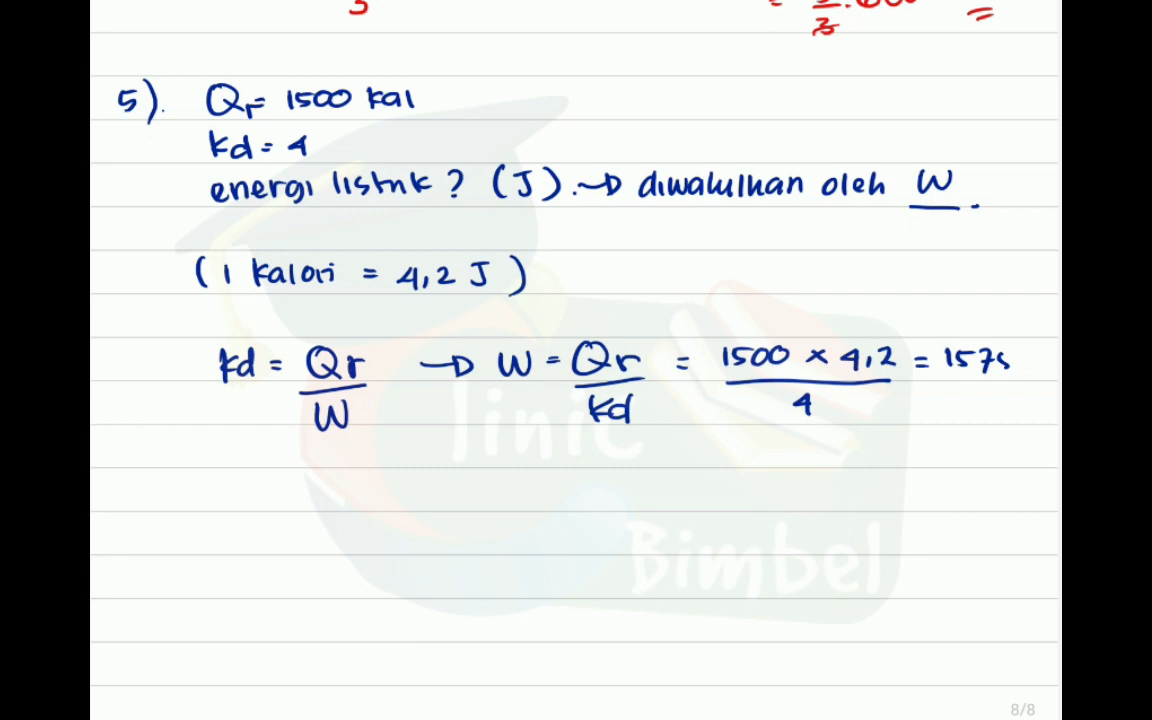 5). Qr = 1500 kal
kd = 4
energi listrik ? (J). → diwakilkan oleh W.
(1 kalori = 4,2 J)
kd = Qr/W → W = Qr/kd = 1500 × 4,2/4 = 1575
Tinic
Bimbel
8/8